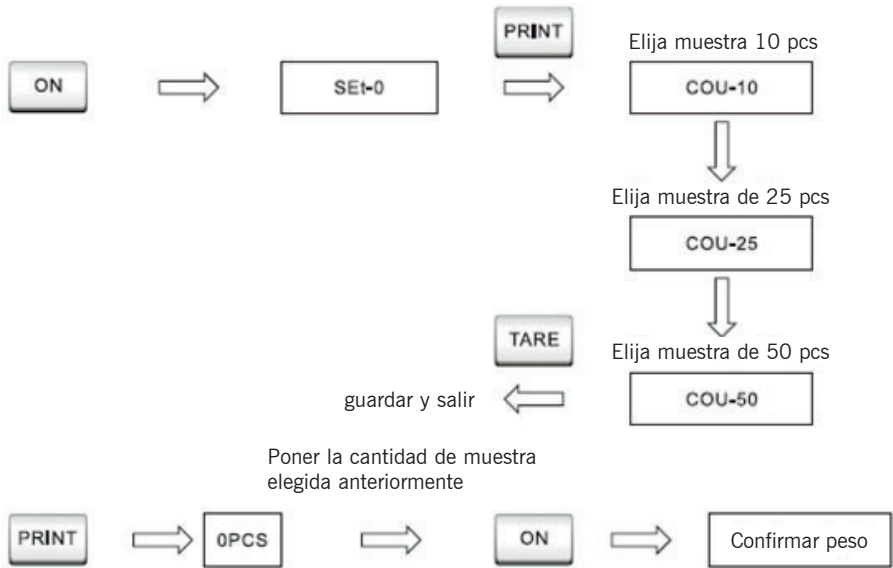 PRINT
Elija muestra 10 pcs
ON
SEt-0
COU-10
Elija muestra de 25 pcs
COU-25
TARE
Elija muestra de 50 pcs
guardar y salir
COU-50
Poner la cantidad de muestra
elegida anteriormente
PRINT
0PCS
ON
Confirmar peso